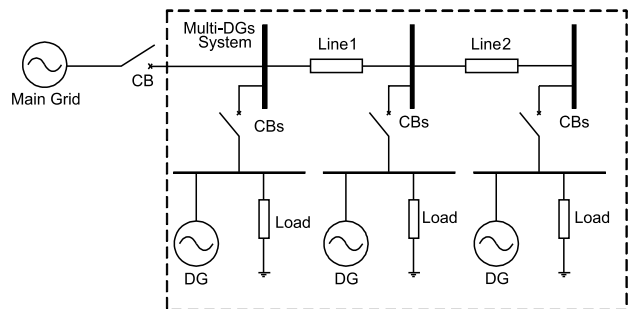 Multi-DGs
System
Line1
Line2
CB
Main Grid
CBs
CBs
CBs
Load
Load
Load
DG
DG
DG